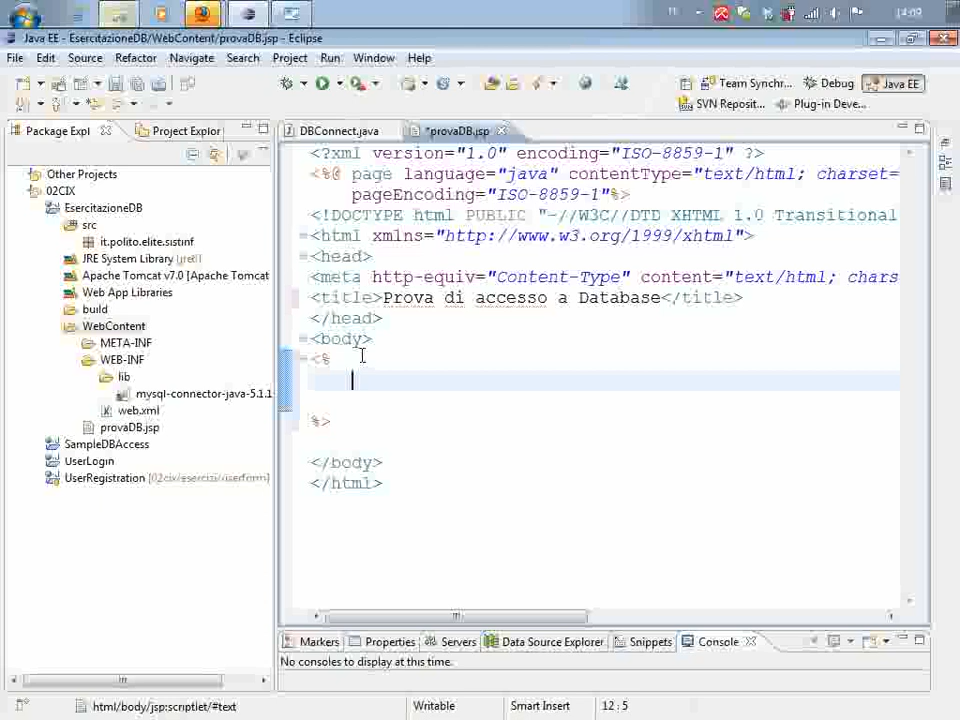 14:09
Java EE - EsercitazioneDB/WebContent/provaDB.jsp - Eclipse
File Edit Source Refactor Navigate Search Project Run Window Help
Team Synchr... Debug Java EE
SVN Reposit... Plug-in Deve...
Package Expl Project Explor
DBConnect.java *provaDB.jsp
Other Projects
02CIX
EsercitazioneDB
src
it.polito.elite.sistinf
JRE System Library [jre6]
Apache Tomcat v7.0 [Apache Tomcat
Web App Libraries
build
WebContent
META-INF
WEB-INF
lib
mysql-connector-java-5.1.1
web.xml
provaDB.jsp
SampleDBAccess
UserLogin
UserRegistration [02cix/esercizi/userform]
<?xml version="1.0" encoding="ISO-8859-1" ?>
<%@ page language="java" contentType="text/html; charset=
pageEncoding="ISO-8859-1"%>
<!DOCTYPE html PUBLIC "-//W3C//DTD XHTML 1.0 Transitional
<html xmlns="http://www.w3.org/1999/xhtml">
<head>
<meta http-equiv="Content-Type" content="text/html; chars
<title>Prova di accesso a Database</title>
</head>
<body>
<%
%>
</body>
</html>
Markers Properties Servers Data Source Explorer Snippets Console
No consoles to display at this time.
html/body/jsp:scriptlet/#text Writable Smart Insert 12 : 5